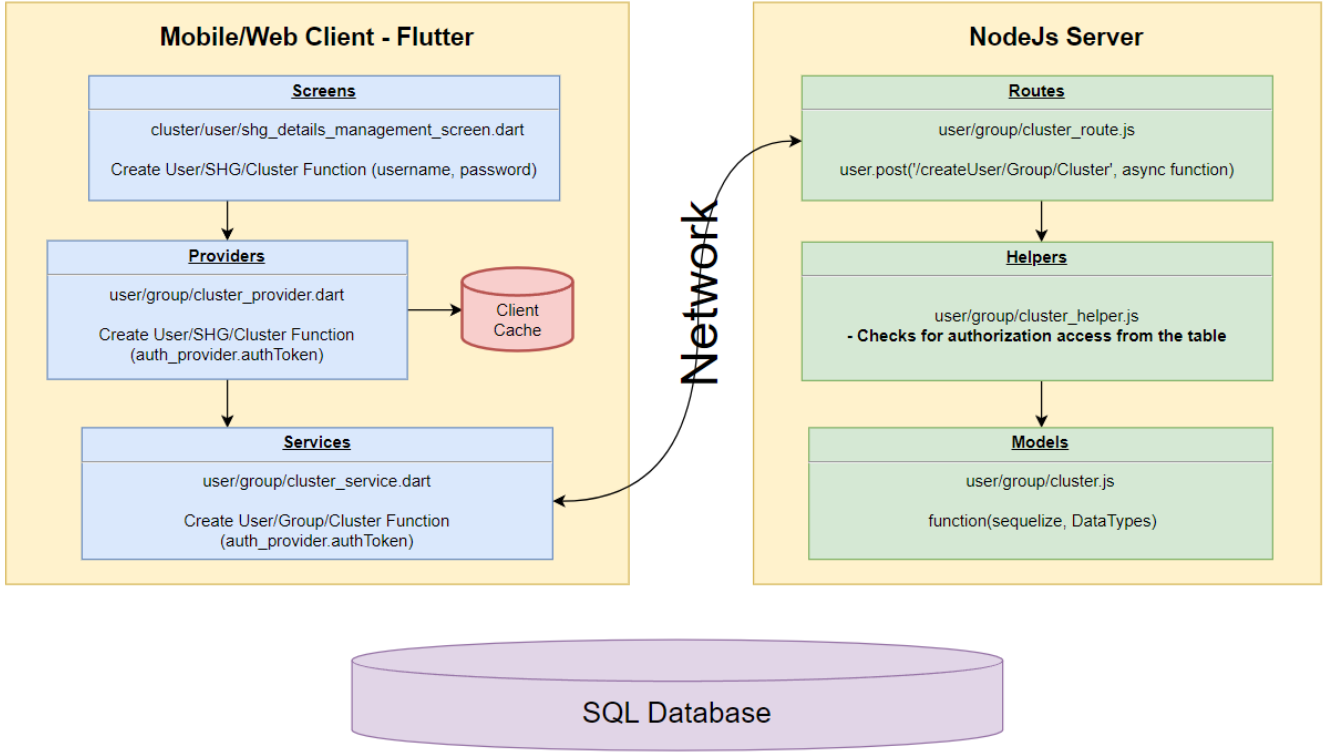 Mobile/Web Client - Flutter
Screens
cluster/user/shg_details_management_screen.dart
Create User/SHG/Cluster Function (username, password)
Providers
user/group/cluster_provider.dart
Create User/SHG/Cluster Function
(auth_provider.authToken)
Client
Cache
Services
user/group/cluster_service.dart
Create User/Group/Cluster Function
(auth_provider.authToken)
Network
NodeJs Server
Routes
user/group/cluster_route.js
user.post('/createUser/Group/Cluster', async function)
Helpers
user/group/cluster_helper.js
- Checks for authorization access from the table
Models
user/group/cluster.js
function(sequelize, DataTypes)
SQL Database